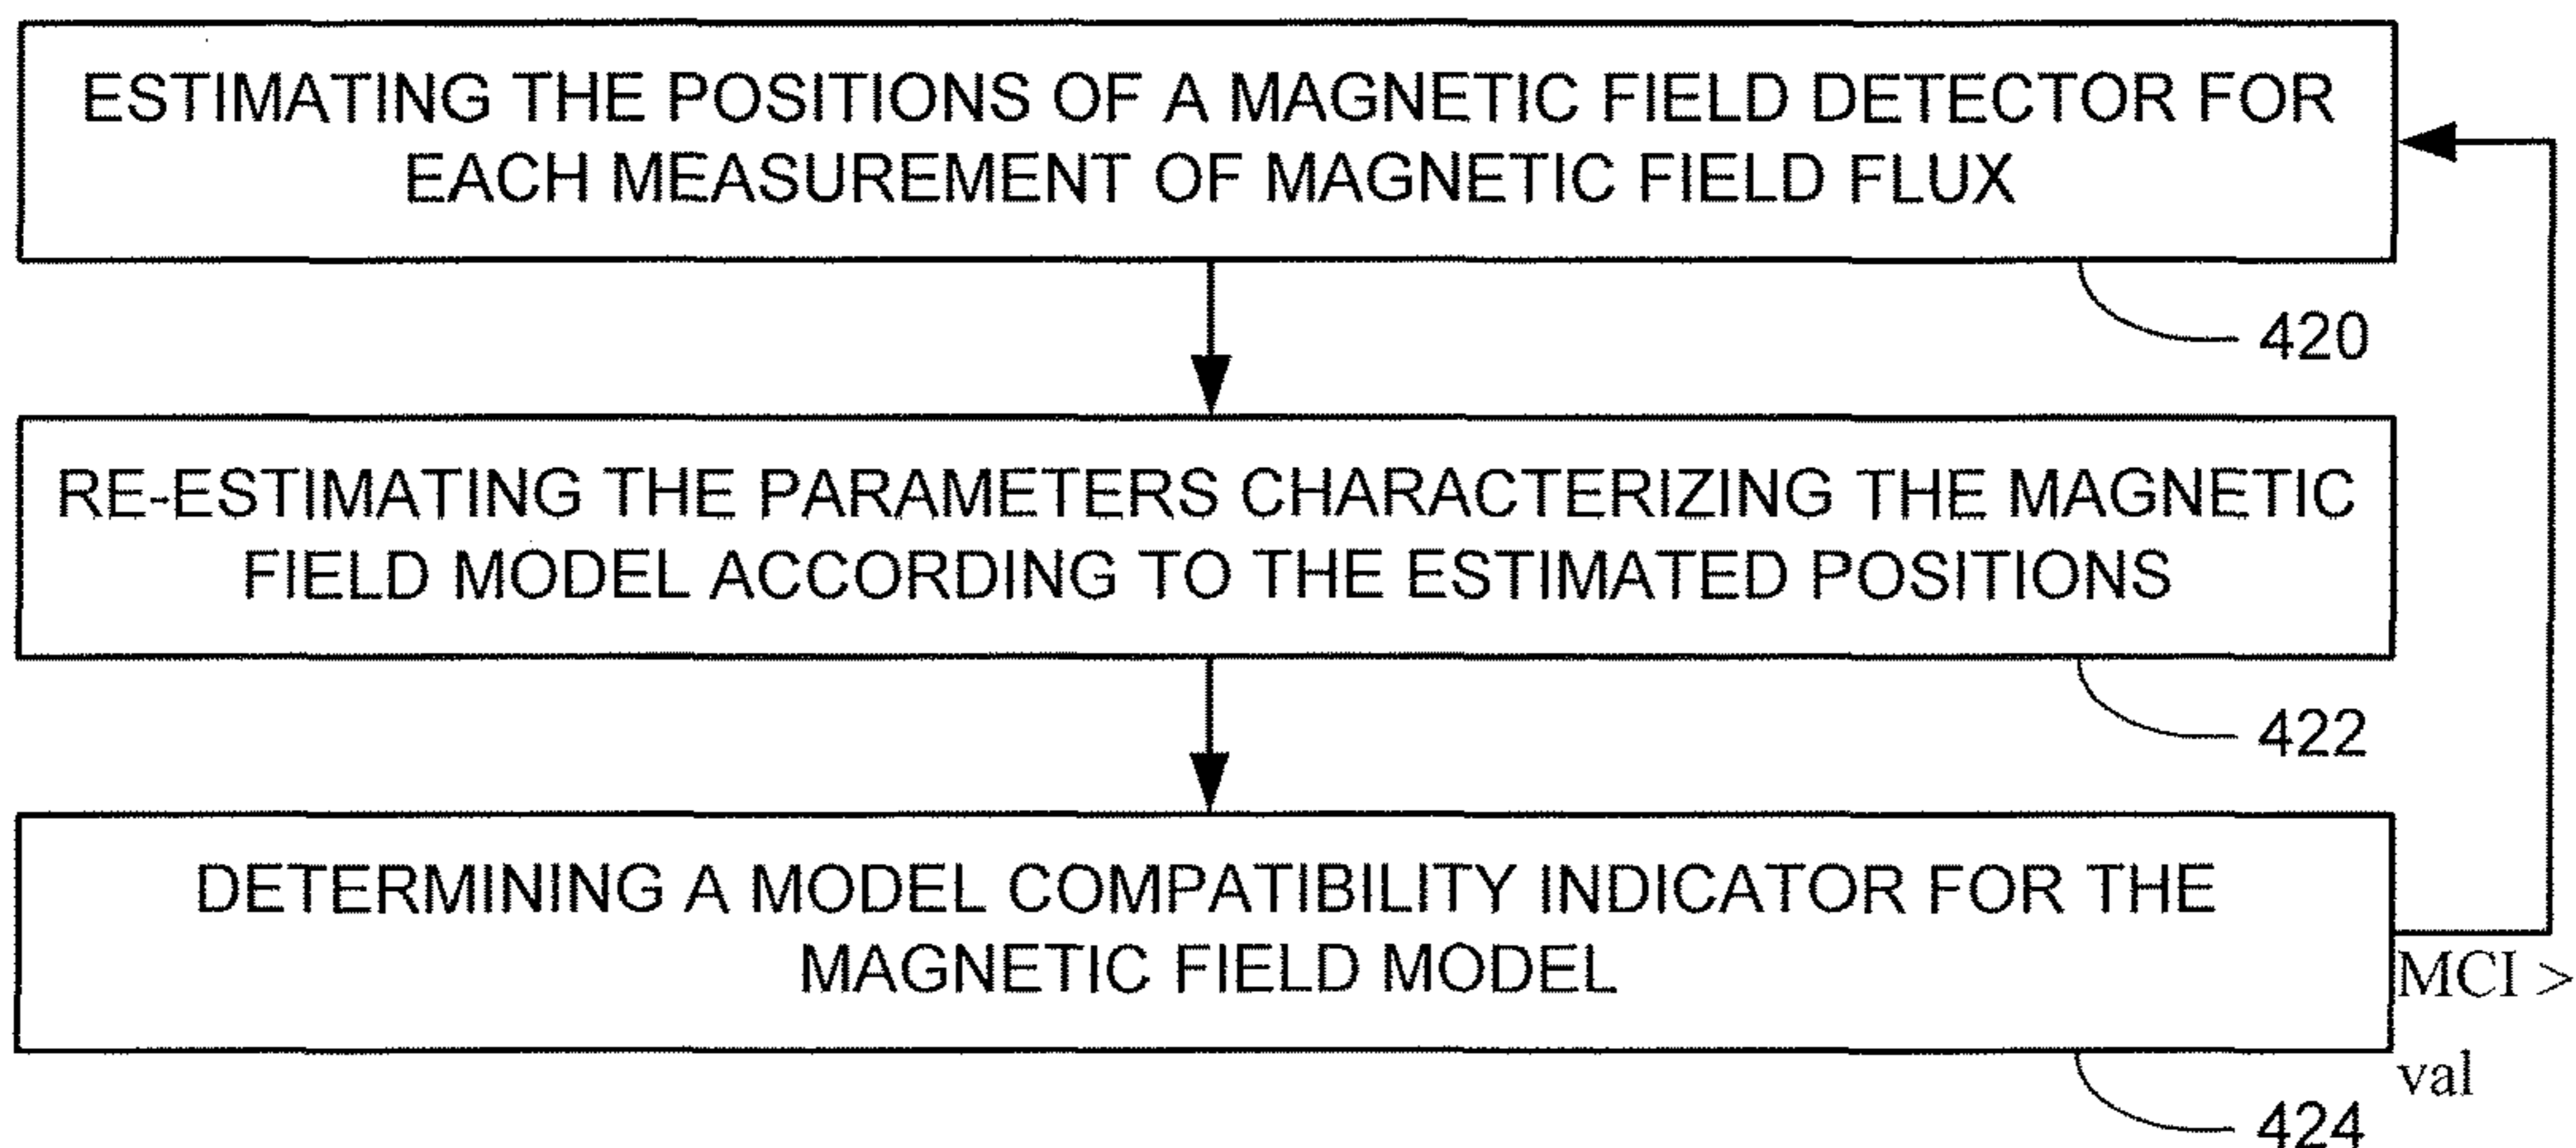 ESTIMATING THE POSITIONS OF A MAGNETIC FIELD DETECTOR FOR
EACH MEASUREMENT OF MAGNETIC FIELD FLUX
420
RE-ESTIMATING THE PARAMETERS CHARACTERIZING THE MAGNETIC
FIELD MODEL ACCORDING TO THE ESTIMATED POSITIONS
422
DETERMINING A MODEL COMPATIBILITY INDICATOR FOR THE
MAGNETIC FIELD MODEL
MCI >
val
424